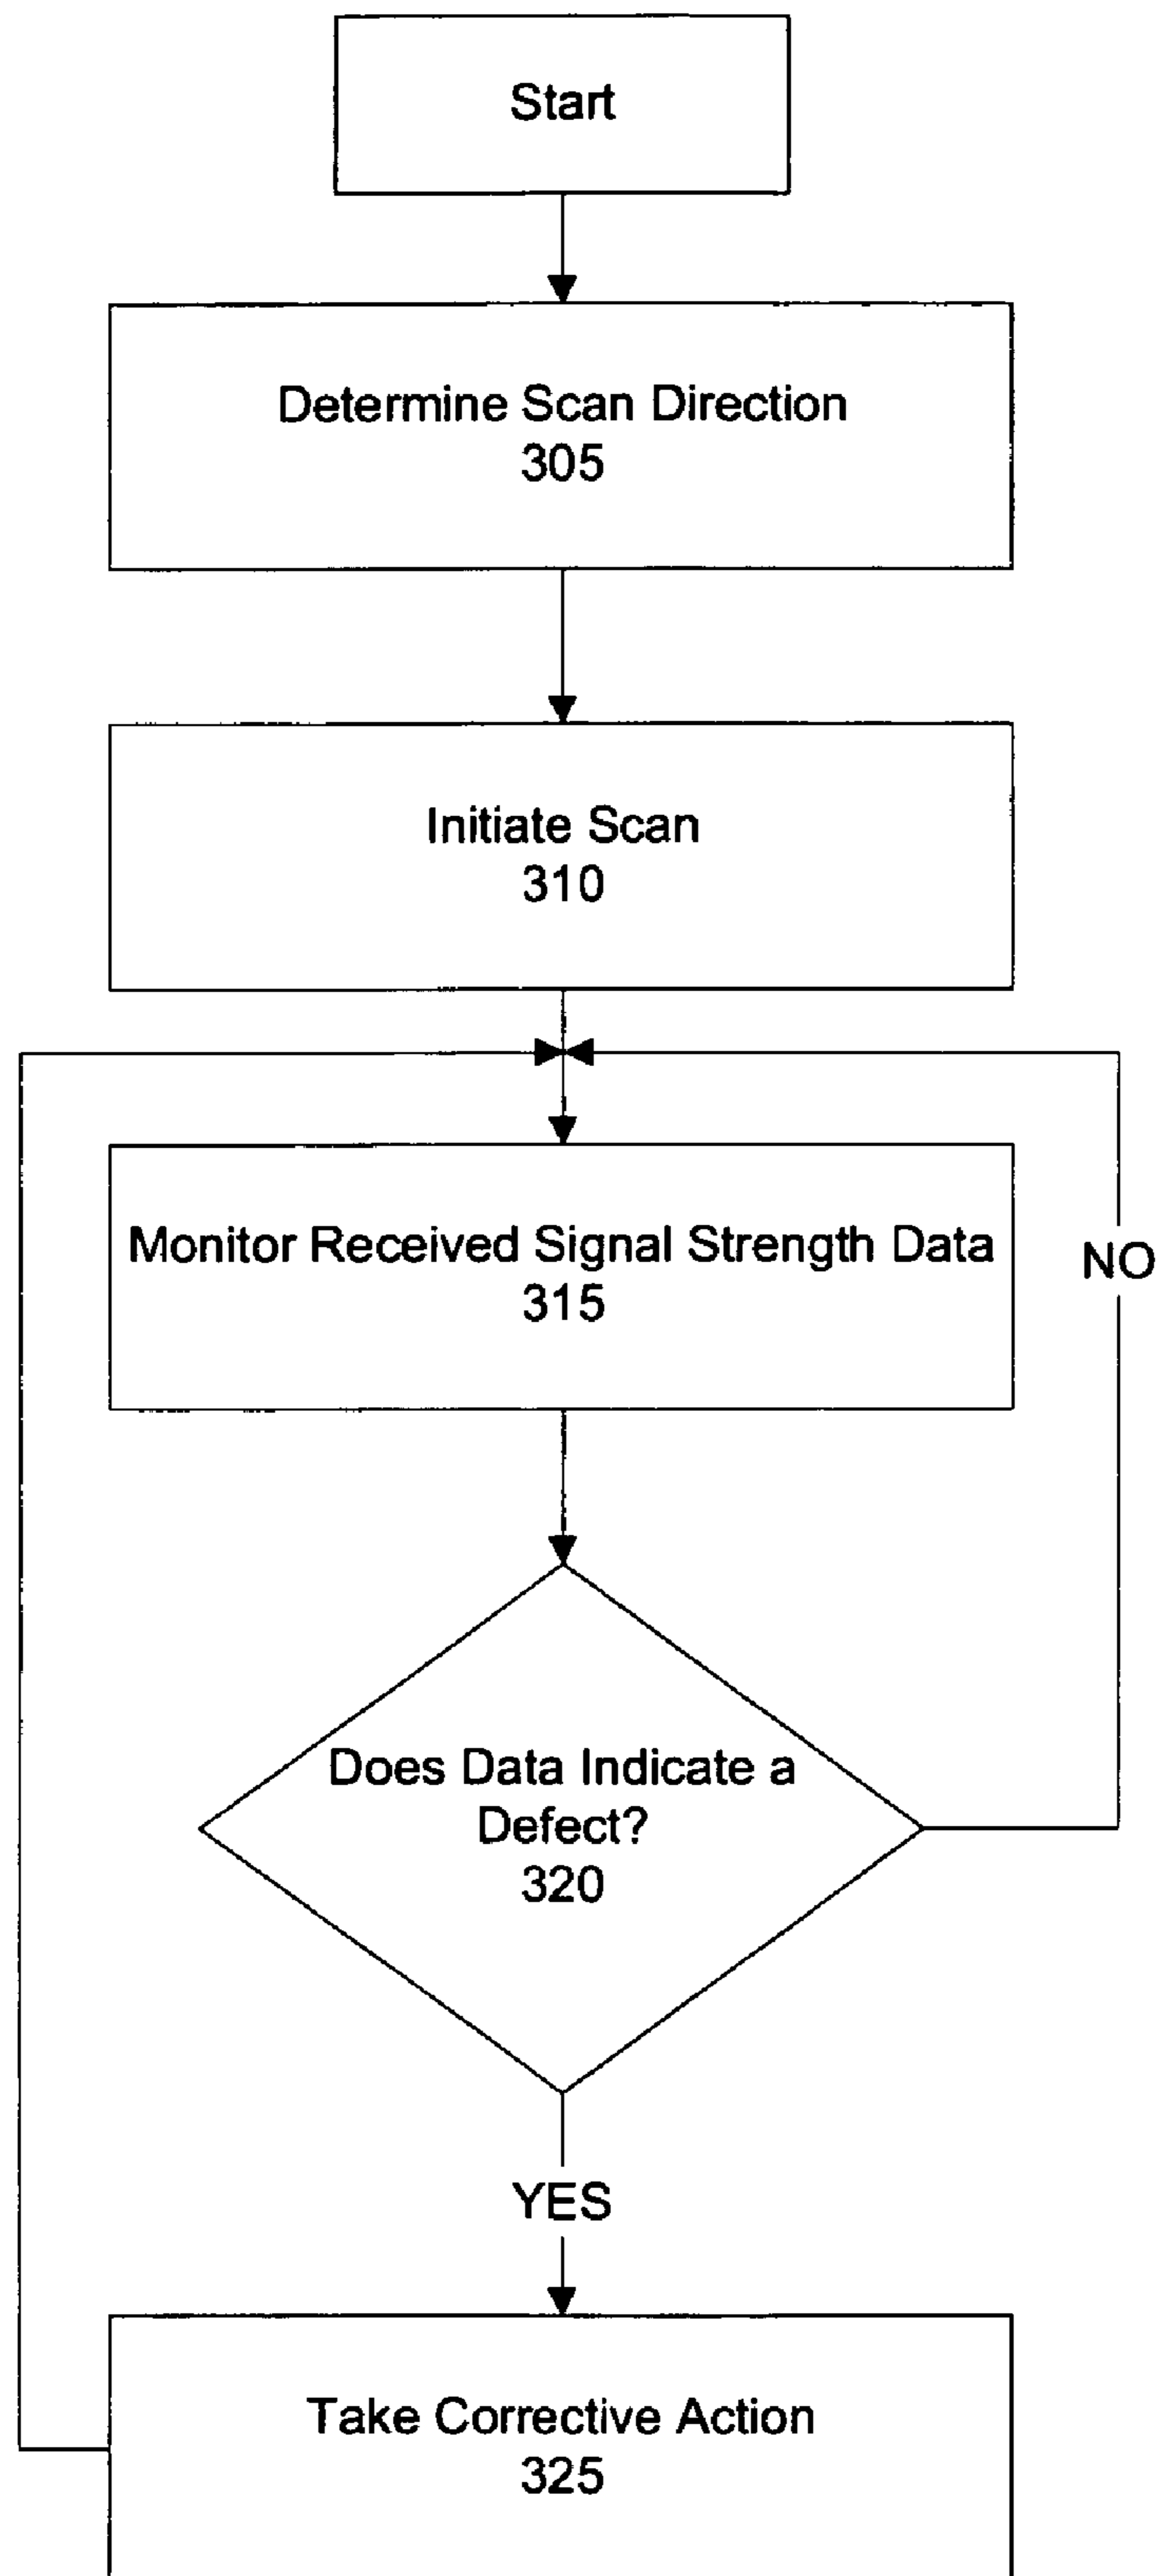 Start
Determine Scan Direction
305
Initiate Scan
310
Monitor Received Signal Strength Data
315
NO
Does Data Indicate a
Defect?
320
YES
Take Corrective Action
325